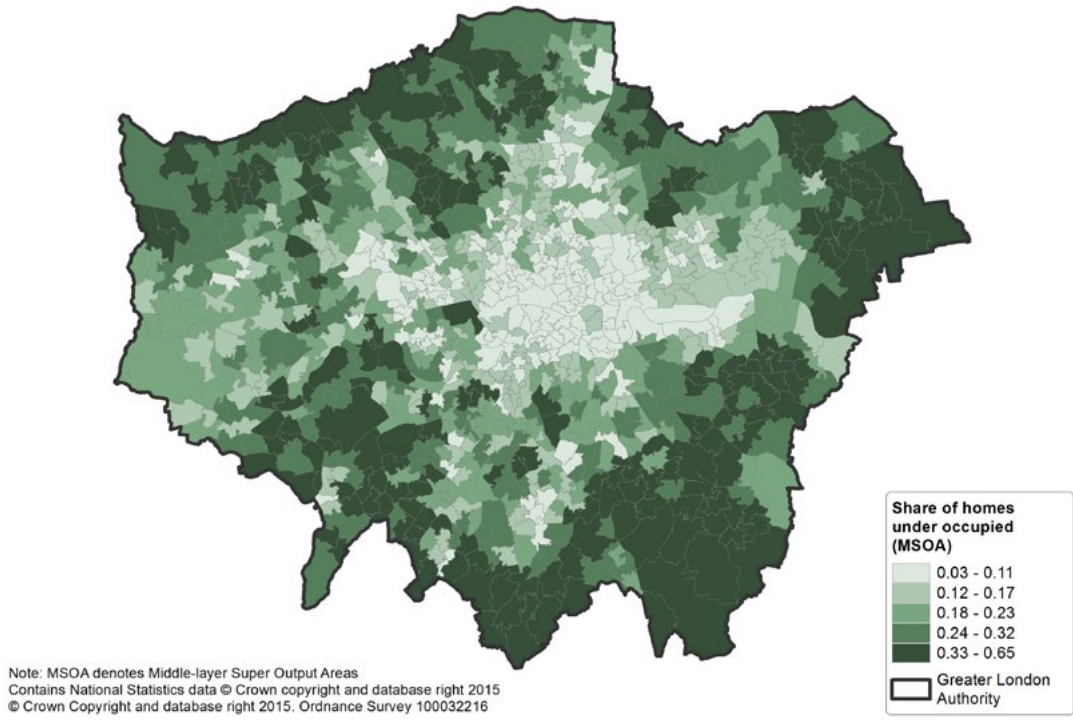 Share of homes
under occupied
(MSOA)
0.03 - 0.11
0.12 - 0.17
0.18 - 0.23
0.24 - 0.32
0.33 - 0.65
Greater London
Authority
Note: MSOA denotes Middle-layer Super Output Areas
Contains National Statistics data © Crown copyright and database right 2015
© Crown Copyright and database right 2015. Ordnance Survey 100032216